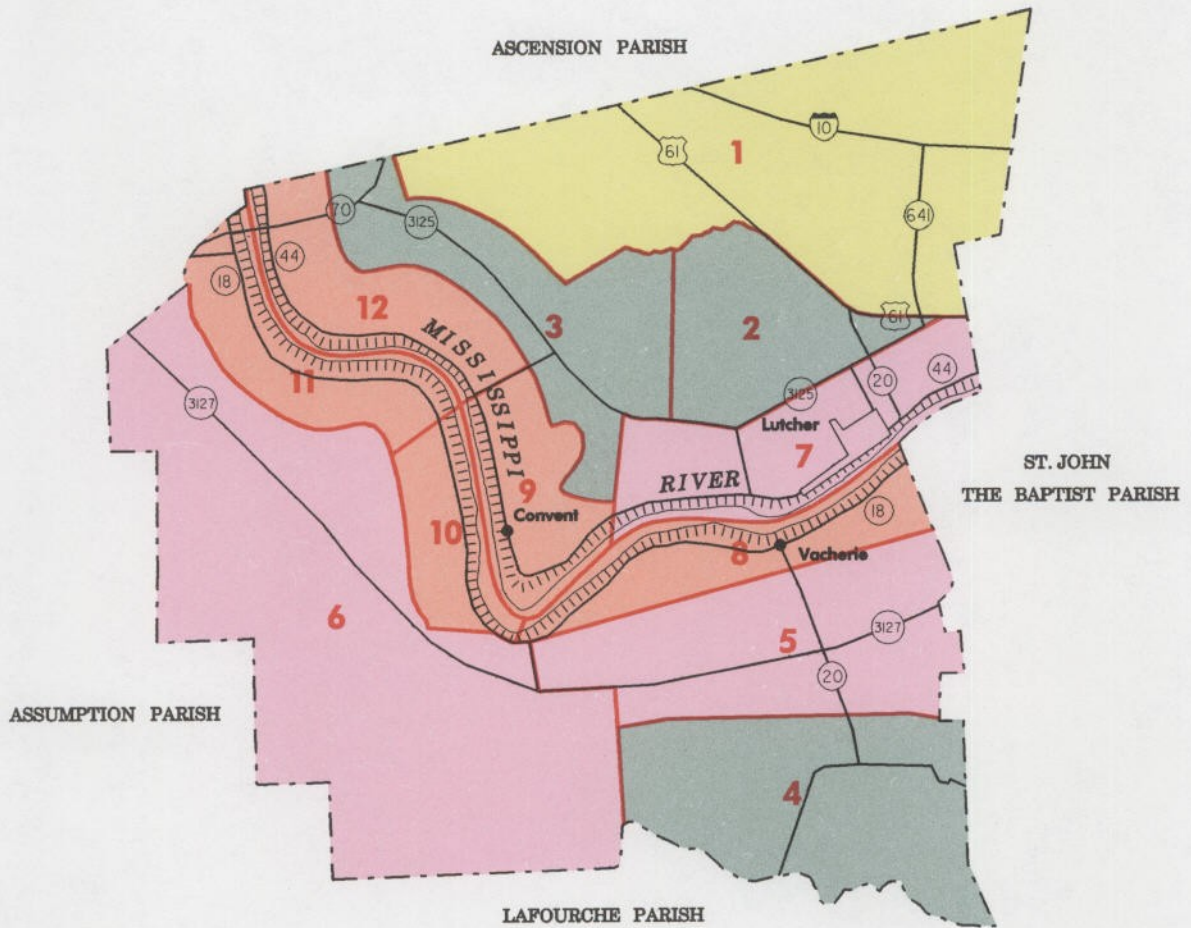 ASCENSION PARISH
10
61
1
641
70
3125
44
18
12
61
3
2
MISSISSIPPI
11
3125
20
44
3127
Lutcher
7
ST. JOHN
THE BAPTIST PARISH
RIVER
9
Convent
18
10
8
Vacherie
6
5
3127
20
ASSUMPTION PARISH
4
LAFOURCHE PARISH